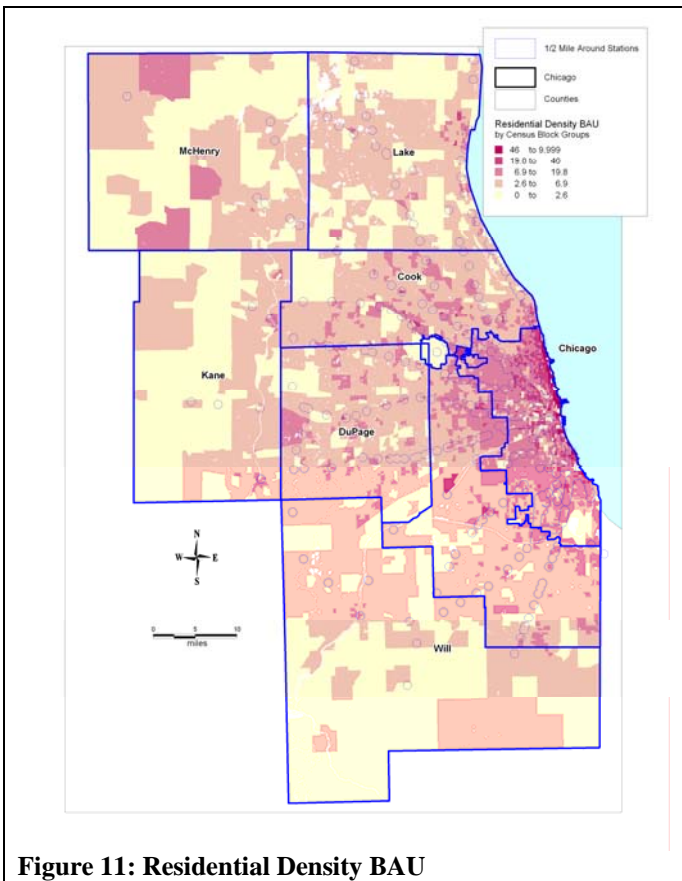 1/2 Mile Around Stations
Chicago
Counties
Residential Density BAU
by Census Block Groups
46 to 9,999
19.0 to 40
6.9 to 19.8
2.6 to 6.9
0 to 2.6
McHenry
Lake
Cook
Chicago
Kane
DuPage
N
W E
S
0 5 10
miles
Will
Figure 11: Residential Density BAU